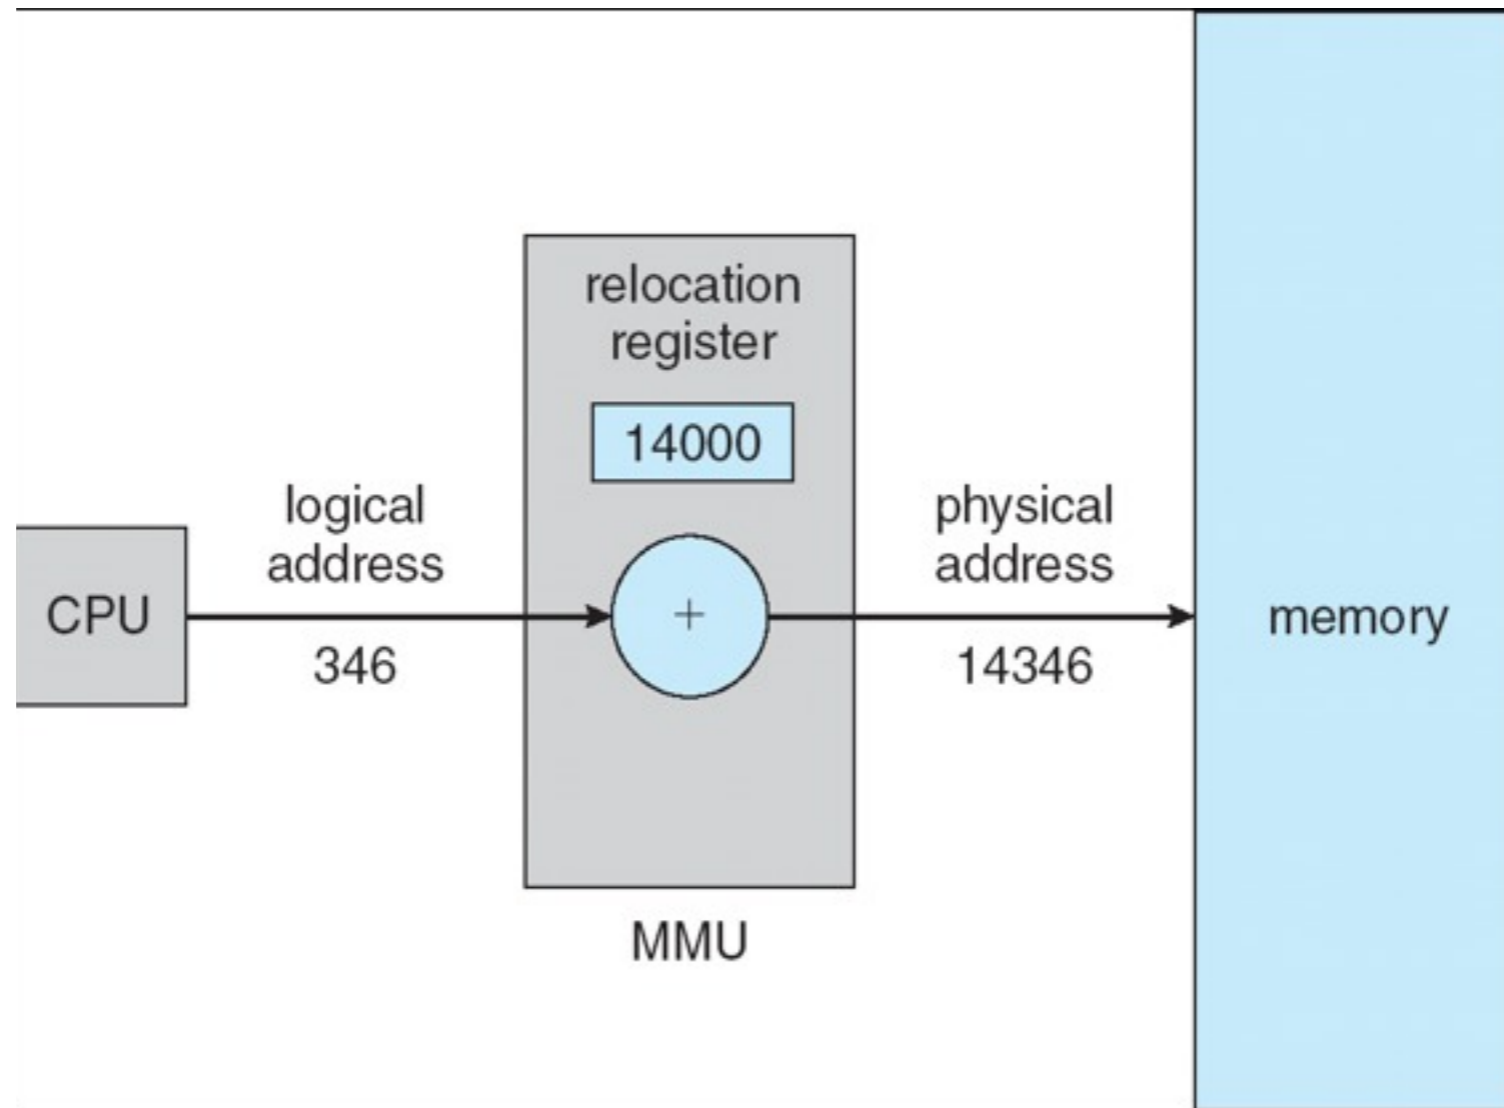 relocation
register
14000
logical
address
346
CPU
+
physical
address
14346
memory
MMU